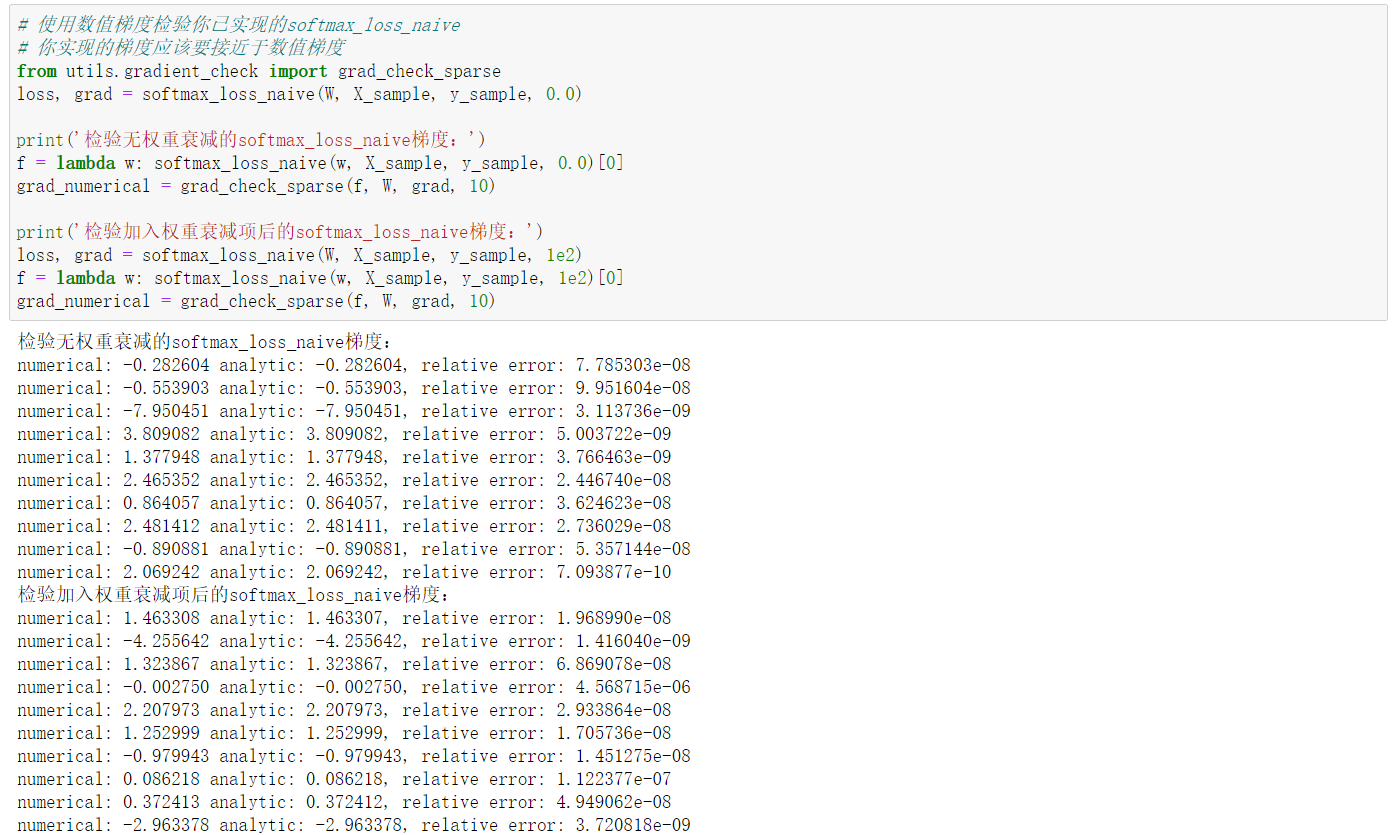 # 使用数值梯度检验你已实现的softmax_loss_naive
# 你实现的梯度应该要接近于数值梯度
from utils.gradient_check import grad_check_sparse
loss, grad = softmax_loss_naive(W, X_sample, y_sample, 0.0)
print('检验无权重衰减的softmax_loss_naive梯度：')
f = lambda w: softmax_loss_naive(w, X_sample, y_sample, 0.0)[0]
grad_numerical = grad_check_sparse(f, W, grad, 10)
print('检验加入权重衰减项后的softmax_loss_naive梯度：')
loss, grad = softmax_loss_naive(W, X_sample, y_sample, 1e2)
f = lambda w: softmax_loss_naive(w, X_sample, y_sample, 1e2)[0]
grad_numerical = grad_check_sparse(f, W, grad, 10)
检验无权重衰减的softmax_loss_naive梯度：
numerical: -0.282604 analytic: -0.282604, relative error: 7.785303e-08
numerical: -0.553903 analytic: -0.553903, relative error: 9.951604e-08
numerical: -7.950451 analytic: -7.950451, relative error: 3.113736e-09
numerical: 3.809082 analytic: 3.809082, relative error: 5.003722e-09
numerical: 1.377948 analytic: 1.377948, relative error: 3.766463e-09
numerical: 2.465352 analytic: 2.465352, relative error: 2.446740e-08
numerical: 0.864057 analytic: 0.864057, relative error: 3.624623e-08
numerical: 2.481412 analytic: 2.481411, relative error: 2.736029e-08
numerical: -0.890881 analytic: -0.890881, relative error: 5.357144e-08
numerical: 2.069242 analytic: 2.069242, relative error: 7.093877e-10
检验加入权重衰减项后的softmax_loss_naive梯度：
numerical: 1.463308 analytic: 1.463307, relative error: 1.968990e-08
numerical: -4.255642 analytic: -4.255642, relative error: 1.416040e-09
numerical: 1.323867 analytic: 1.323867, relative error: 6.869078e-08
numerical: -0.002750 analytic: -0.002750, relative error: 4.568715e-06
numerical: 2.207973 analytic: 2.207973, relative error: 2.933864e-08
numerical: 1.252999 analytic: 1.252999, relative error: 1.705736e-08
numerical: -0.979943 analytic: -0.979943, relative error: 1.451275e-08
numerical: 0.086218 analytic: 0.086218, relative error: 1.122377e-07
numerical: 0.372413 analytic: 0.372412, relative error: 4.949062e-08
numerical: -2.963378 analytic: -2.963378, relative error: 3.720818e-09